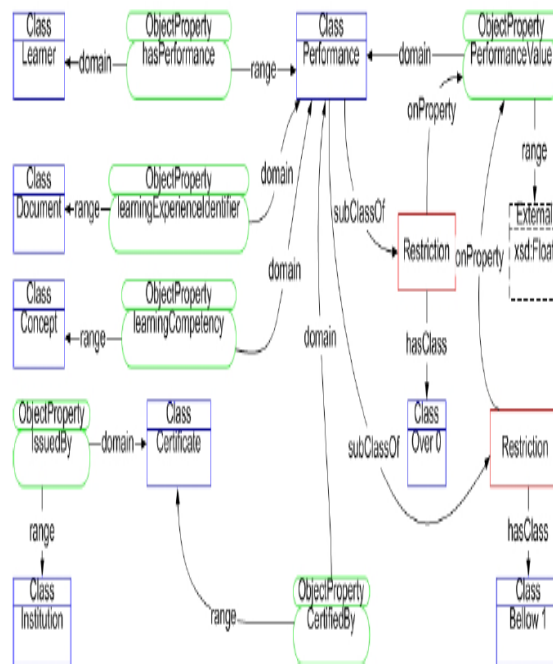 Class
Learner
domain
ObjectProperty
hasPerformance
range
Class
Performance
domain
ObjectProperty
PerformanceValue
onProperty
range
Class
Document
range
ObjectProperty
learningExperienceIdentifier
domain
subClassOf
Restriction
onProperty
External
xsd:Float
Class
Concept
range
ObjectProperty
learningCompetency
domain
domain
hasClass
ObjectProperty
IssuedBy
domain
Class
Certificate
subClassOf
Class
Over 0
Restriction
range
hasClass
Class
Institution
range
ObjectProperty
CertifiedBy
Class
Bellow 1